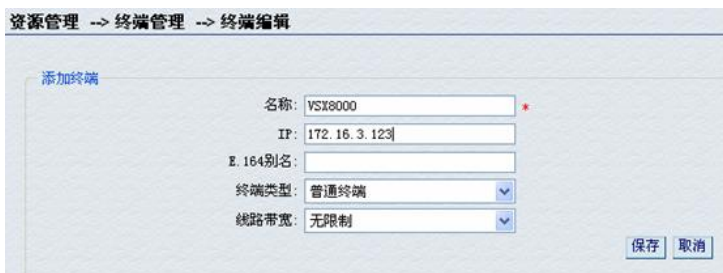 资源管理 --> 终端管理 --> 终端编辑
添加终端
名称: VSX8000 *
IP: 172.16.3.123
E.164别名:
终端类型: 普通终端
线路带宽: 无限制
保存 取消